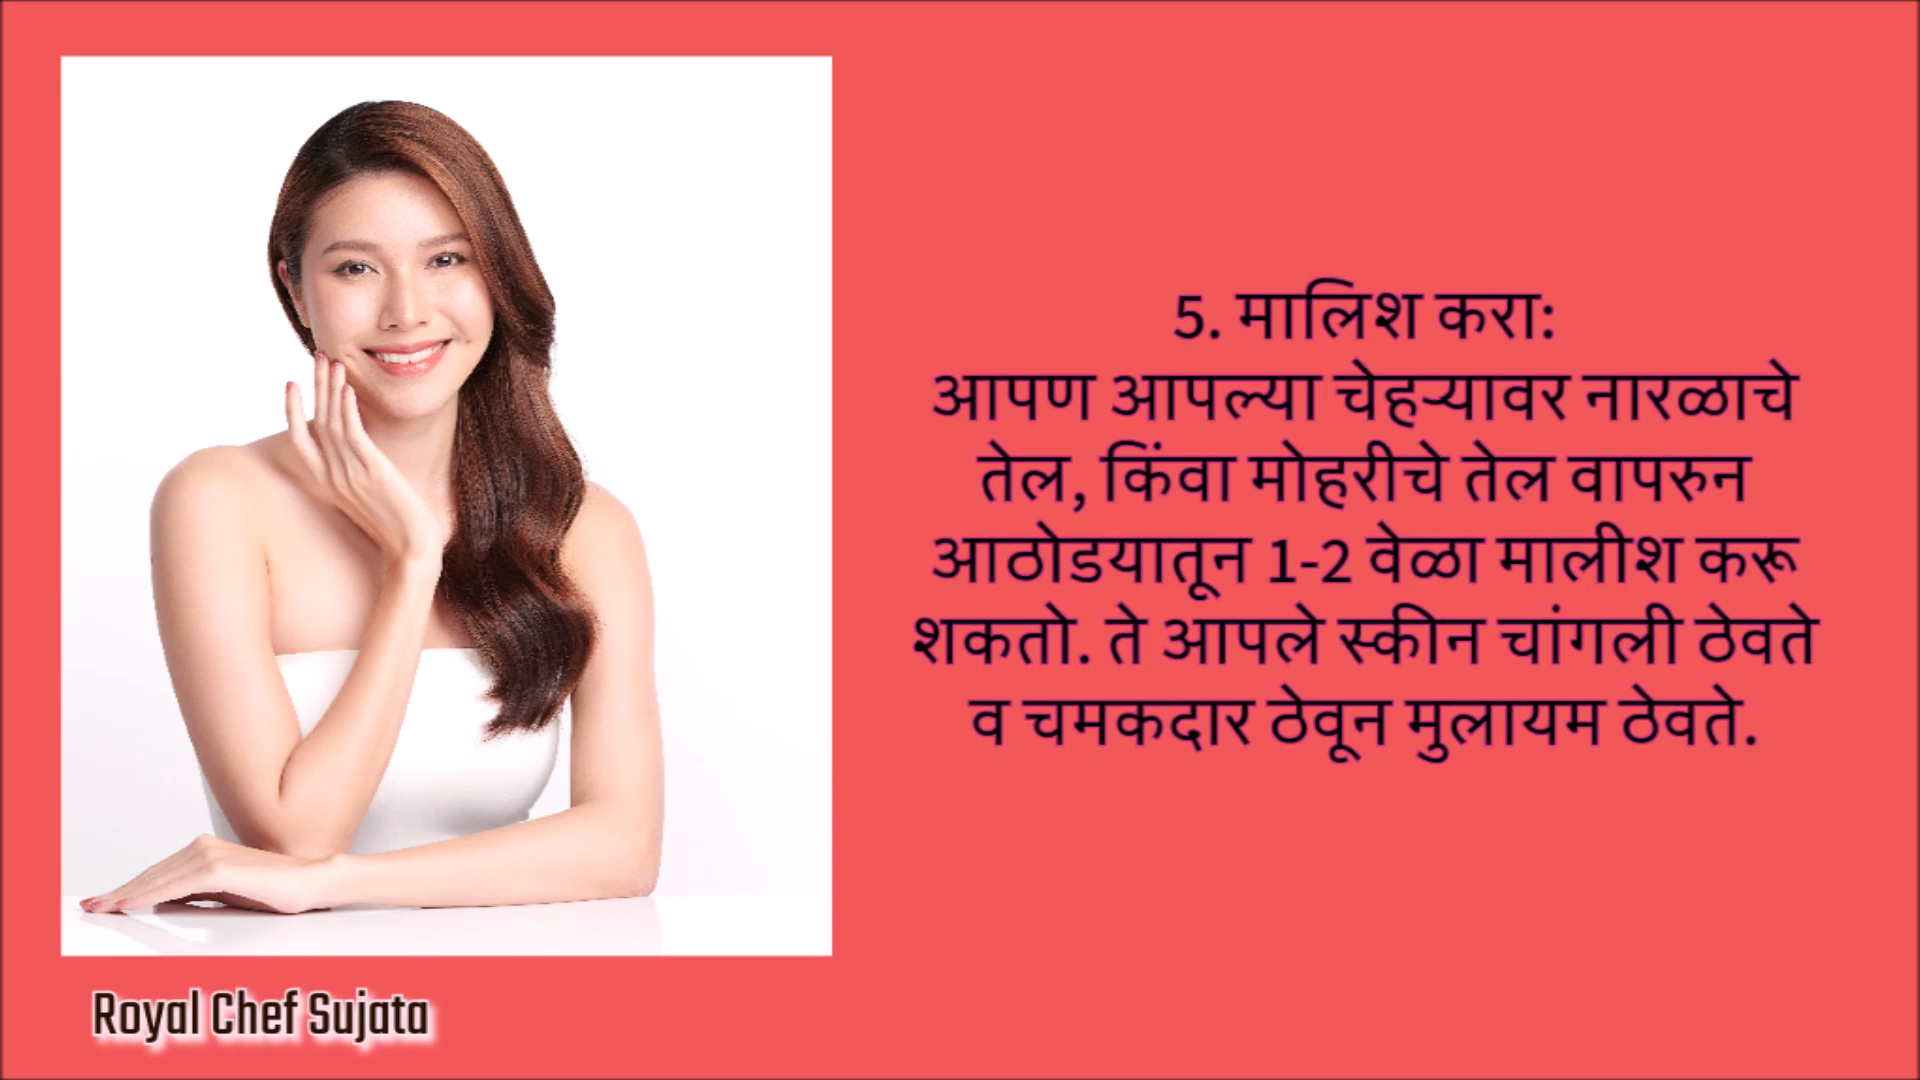 5. मालिश करा:
आपण आपल्या चेहऱ्यावर नारळाचे
तेल, किंवा मोहरीचे तेल वापरुन
आठोडयातून 1-2 वेळा मालीश करू
शकतो. ते आपले स्कीन चांगली ठेवते
व चमकदार ठेवून मुलायम ठेवते.
Royal Chef Sujata